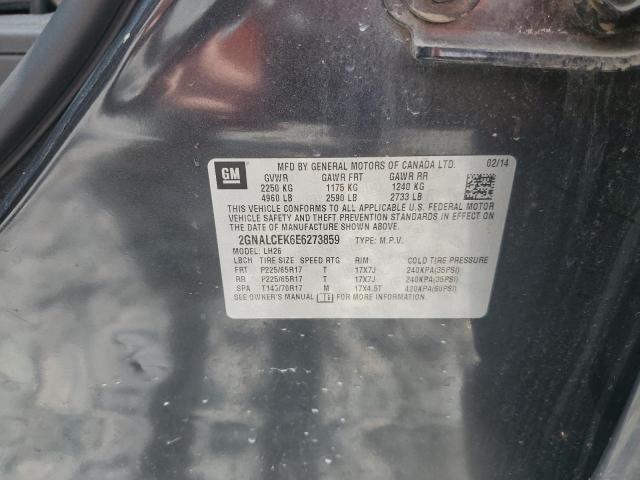 GM
MFD BY GENERAL MOTORS OF CANADA LTD. 02/14
GVWR GAWR FRT GAWR RR
2250 KG 1175 KG 1240 KG
4960 LB 2590 LB 2733 LB
THIS VEHICLE CONFORMS TO ALL APPLICABLE U.S. FEDERAL MOTOR
VEHICLE SAFETY AND THEFT PREVENTION STANDARDS IN EFFECT ON
THE DATE OF MANUFACTURE SHOWN ABOVE.
2GNALCEK6E6273859 TYPE: M.P.V.
MODEL: LH26
LBCH TIRE SIZE SPEED RTG RIM COLD TIRE PRESSURE
FRT P225/65R17 T 17X7J 240KPA(35PSI)
RR P225/65R17 T 17X7J 240KPA(35PSI)
SPA T145/70R17 M 17X4.5T 420KPA(60PSI)
SEE OWNER'S MANUAL FOR MORE INFORMATION.